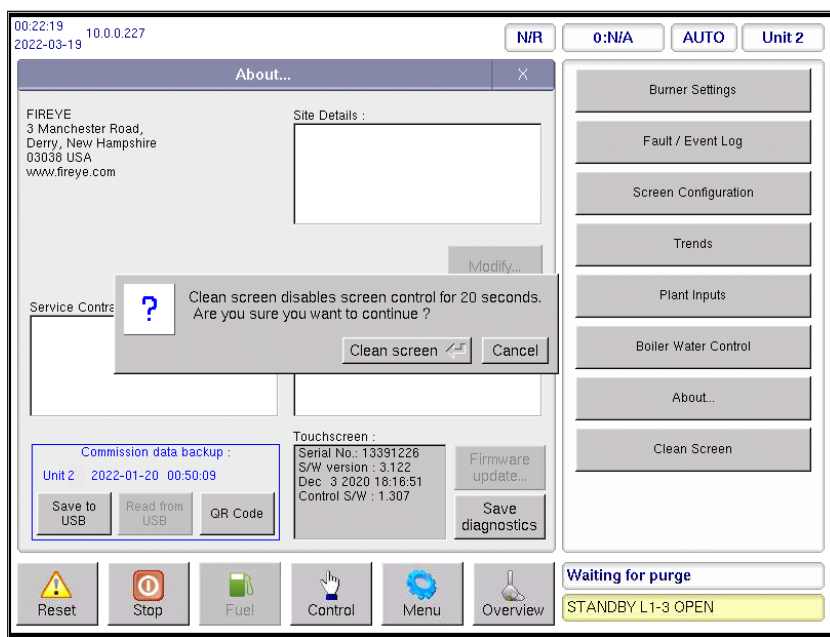 00:22:19 10.0.0.227
2022-03-19
N/R
0:N/A
AUTO
Unit 2
About...
X
FIREYE
3 Manchester Road,
Derry, New Hampshire
03038 USA
www.fireye.com
Site Details :
Modify...
Clean screen disables screen control for 20 seconds.
Are you sure you want to continue ?
Clean screen
Cancel
Service Contra
Commission data backup :
Unit 2 2022-01-20 00:50:09
Save to
USB
Read from
USB
QR Code
Touchscreen :
Serial No.: 13391226
S/W version : 3.122
Dec 3 2020 18:16:51
Control S/W : 1.307
Firmware
update...
Save
diagnostics
Burner Settings
Fault / Event Log
Screen Configuration
Trends
Plant Inputs
Boiler Water Control
About...
Clean Screen
Reset
Stop
Fuel
Control
Menu
Overview
Waiting for purge
STANDBY L1-3 OPEN